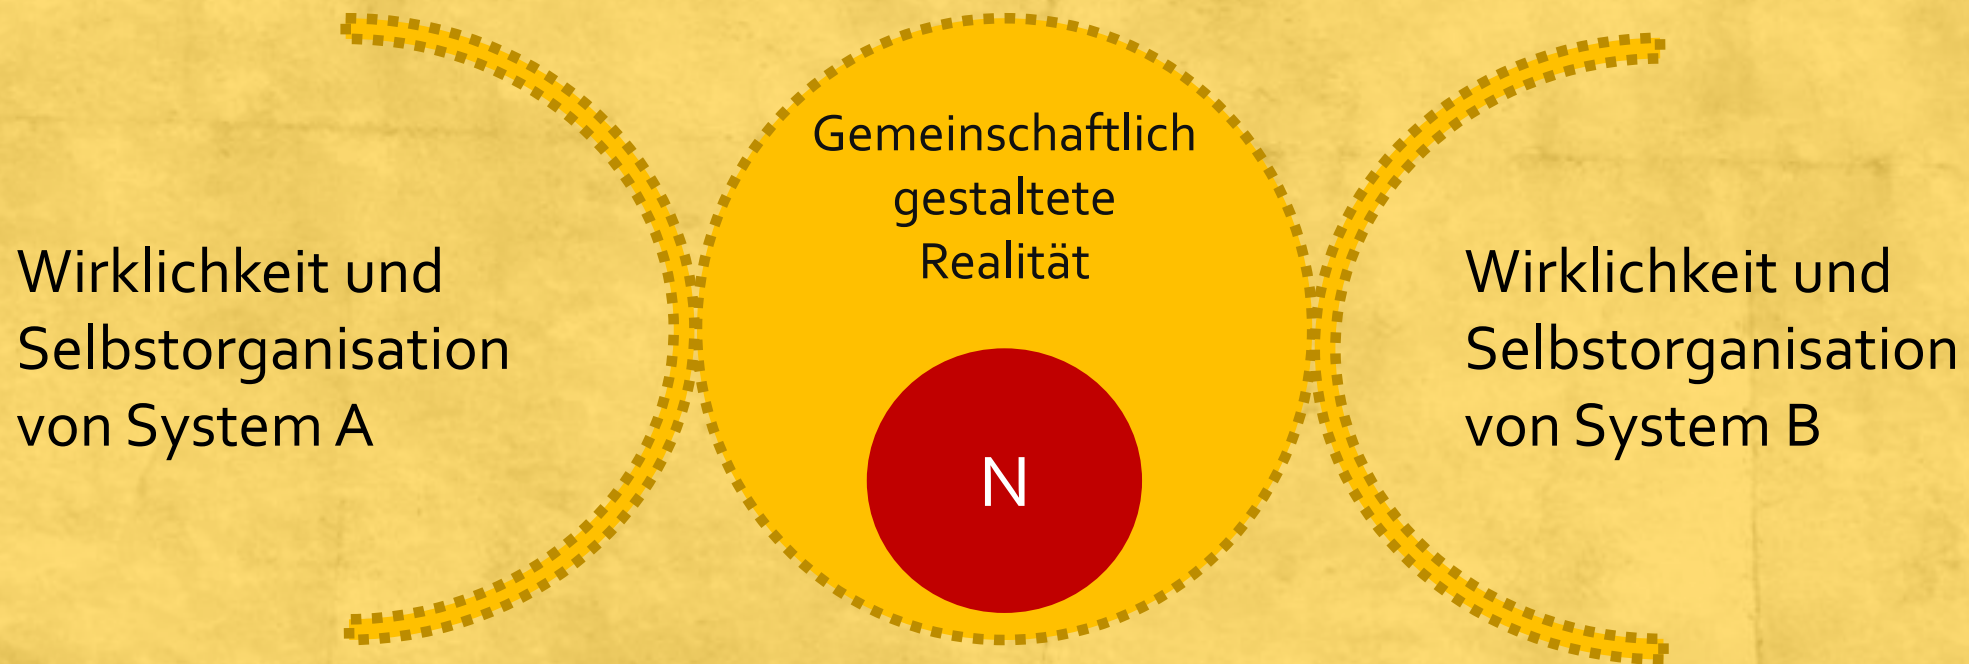 Wirklichkeit und
Selbstorganisation
von System A
Gemeinschaftlich
gestaltete
Realität
N
Wirklichkeit und
Selbstorganisation
von System B